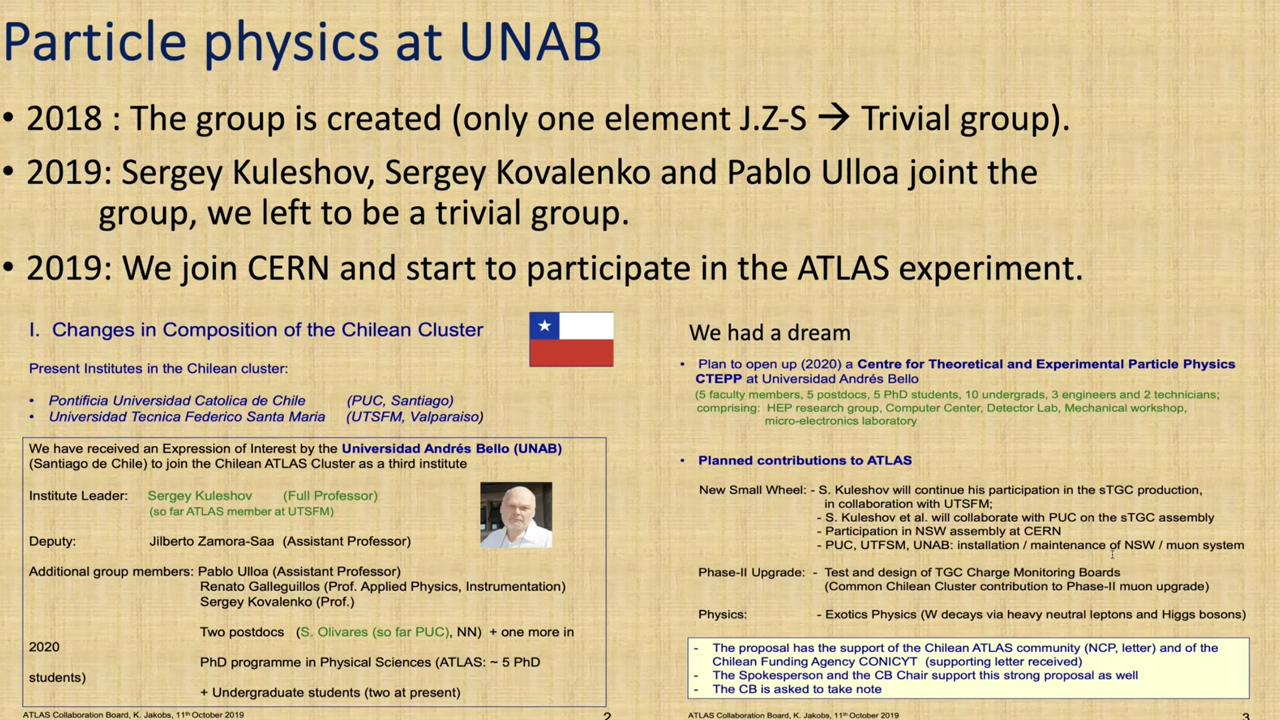 Particle physics at UNAB
• 2018 : The group is created (only one element J.Z-S → Trivial group).
• 2019: Sergey Kuleshov, Sergey Kovalenko and Pablo Ulloa joint the
group, we left to be a trivial group.
• 2019: We join CERN and start to participate in the ATLAS experiment.
I. Changes in Composition of the Chilean Cluster
Present Institutes in the Chilean cluster:
• Pontificia Universidad Catolica de Chile (PUC, Santiago)
• Universidad Tecnica Federico Santa Maria (UTSFM, Valparaiso)
We have received an Expression of Interest by the Universidad Andrés Bello (UNAB)
(Santiago de Chile) to join the Chilean ATLAS Cluster as a third institute
Institute Leader: Sergey Kuleshov (Full Professor)
(so far ATLAS member at UTSFM)
Deputy: Jilberto Zamora-Saa (Assistant Professor)
Additional group members: Pablo Ulloa (Assistant Professor)
Renato Galleguillos (Prof. Applied Physics, Instrumentation)
Sergey Kovalenko (Prof.)
Two postdocs (S. Olivares (so far PUC), NN) + one more in
2020
PhD programme in Physical Sciences (ATLAS: ~ 5 PhD
students)
+ Undergraduate students (two at present)
ATLAS Collaboration Board, K. Jakobs, 11th October 2019
2
We had a dream
• Plan to open up (2020) a Centre for Theoretical and Experimental Particle Physics
CTEPP at Universidad Andrés Bello
(5 faculty members, 5 postdocs, 5 PhD students, 10 undergrads, 3 engineers and 2 technicians;
comprising: HEP research group, Computer Center, Detector Lab, Mechanical workshop,
micro-electronics laboratory
• Planned contributions to ATLAS
New Small Wheel: - S. Kuleshov will continue his participation in the sTGC production,
in collaboration with UTSFM;
- S. Kuleshov et al. will collaborate with PUC on the sTGC assembly
- Participation in NSW assembly at CERN
- PUC, UTFSM, UNAB: installation / maintenance of NSW / muon system
Phase-II Upgrade: - Test and design of TGC Charge Monitoring Boards
(Common Chilean Cluster contribution to Phase-II muon upgrade)
Physics: - Exotics Physics (W decays via heavy neutral leptons and Higgs bosons)
- The proposal has the support of the Chilean ATLAS community (NCP, letter) and of the
Chilean Funding Agency CONICYT (supporting letter received)
- The Spokesperson and the CB Chair support this strong proposal as well
- The CB is asked to take note
ATLAS Collaboration Board, K. Jakobs, 11th October 2019
3